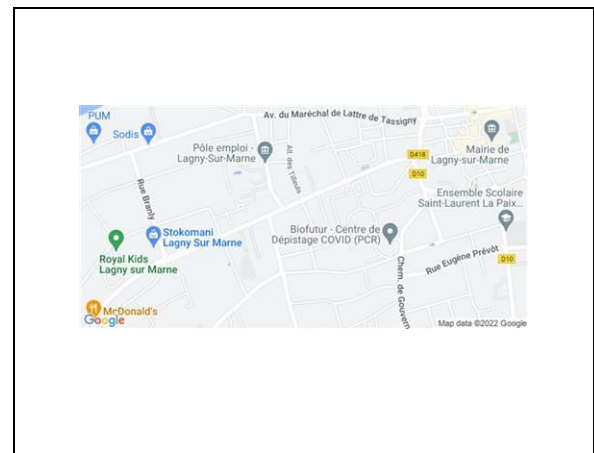 PUM
Sodis
Av. du Maréchal de Lattre de Tassigny
Pôle emploi -
Lagny-Sur-Marne
All. des Tilleuls
D418
D10
Mairie de
Lagny-sur-Marne
Rue Branly
Ensemble Scolaire
Saint-Laurent La Paix...
Stokomani
Lagny Sur Marne
Biofutur - Centre de
Dépistage COVID (PCR)
Royal Kids
Lagny sur Marne
Rue Eugène Prévôt
D10
Chem. de Gouvern
McDonald's
Google
Map data ©2022 Google